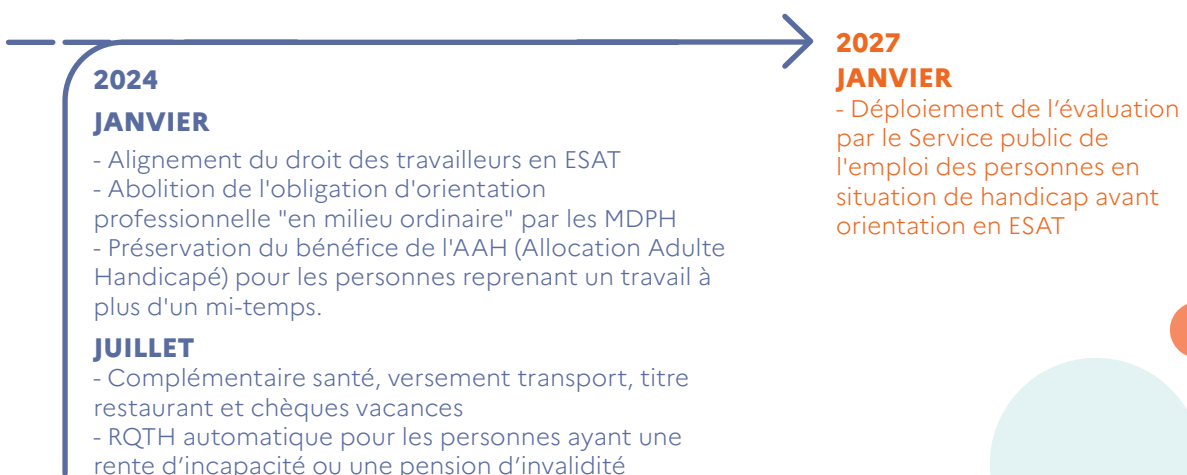 2024
JANVIER
- Alignement du droit des travailleurs en ESAT
- Abolition de l'obligation d'orientation
professionnelle "en milieu ordinaire" par les MDPH
- Préservation du bénéfice de l'AAH (Allocation Adulte
Handicapé) pour les personnes reprenant un travail à
plus d'un mi-temps.
JUILLET
- Complémentaire santé, versement transport, titre
restaurant et chèques vacances
- RQTH automatique pour les personnes ayant une
rente d’incapacité ou une pension d’invalidité
2027
JANVIER
- Déploiement de l’évaluation
par le Service public de
l'emploi des personnes en
situation de handicap avant
orientation en ESAT